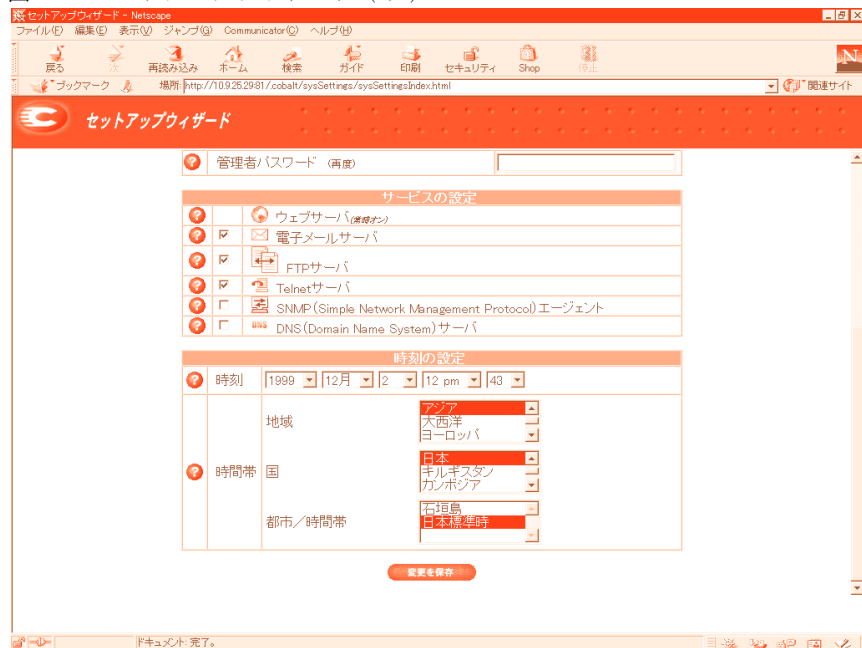 セットアップウィザード - Netscape
ファイル(F) 編集(E) 表示(V) ジャンプ(G) Communicator(C) ヘルプ(H)
戻る 次 再読み込み ホーム 検索 ガイド 印刷 セキュリティ Shop 停止
N
ブックマーク 場所: http://10.9.25.29:81/.cobalt/sysSettings/sysSettingsIndex.html 関連サイト
セットアップウィザード
管理者パスワード (再度)
サービスの設定
ウェブサーバ(常時オン)
電子メールサーバ
FTPサーバ
Telnetサーバ
SNMP(Simple Network Management Protocol)エージェント
DNS DNS(Domain Name System)サーバ
時刻の設定
時刻 1999 12月 2 12 pm 43
時間帯
地域
アジア
大西洋
ヨーロッパ
国
日本
キルギスタン
カンボジア
都市／時間帯
石垣島
日本標準時
変更を保存
ドキュメント: 完了。